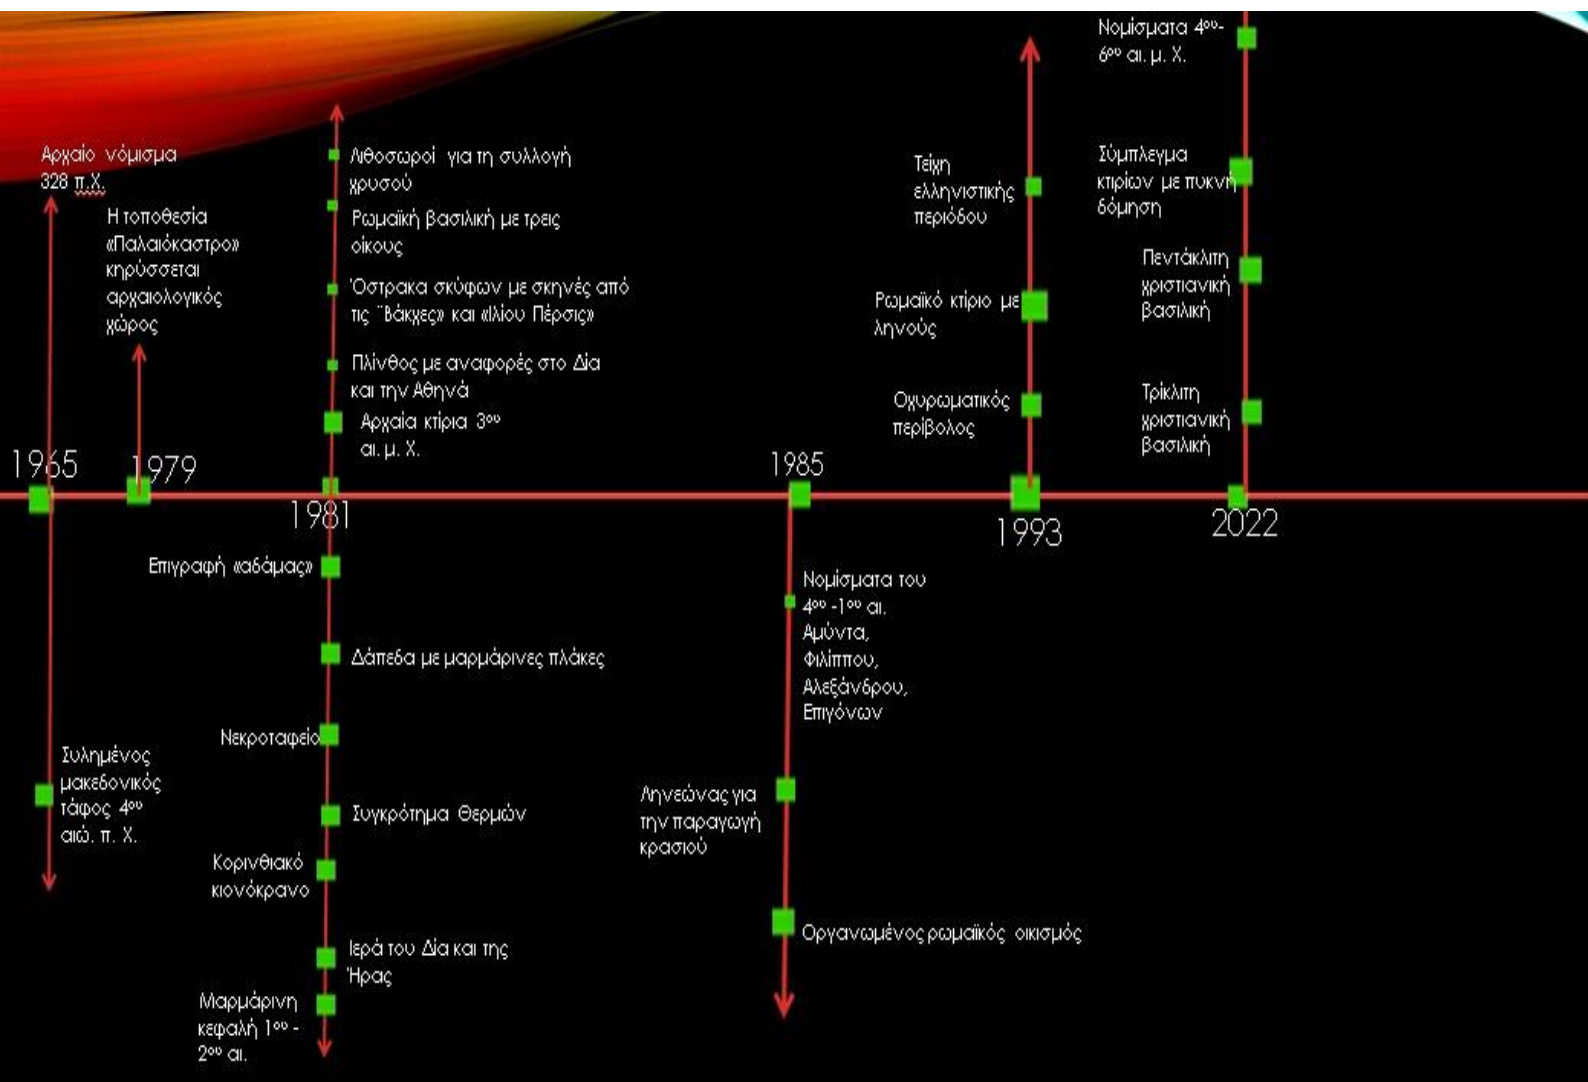 Αρχαίο νόμισμα
328 π.Χ.
Η τοποθεσία
«Παλαιόκαστρο»
κηρύσσεται
αρχαιολογικός
χώρος
1965
1979
Λιθοσωροί για τη συλλογή
χρυσού
Ρωμαϊκή βασιλική με τρεις
οίκους
Όστρακα σκύφων με σκηνές από
τις ¨Βάκχες» και «Ιλίου Πέρσις»
Πλίνθος με αναφορές στο Δία
και την Αθηνά
Αρχαία κτίρια 3ου
αι. μ. Χ.
1981
1985
Τείχη
ελληνιστικής
περιόδου
Ρωμαϊκό κτίριο με
ληνούς
Οχυρωματικός
περίβολος
1993
Νομίσματα 4ου-
6ου αι. μ. Χ.
Σύμπλεγμα
κτιρίων με πυκνή
δόμηση
Πεντάκλιτη
χριστιανική
βασιλική
Τρίκλιτη
χριστιανική
βασιλική
2022
Συλημένος
μακεδονικός
τάφος 4ου
αιώ. π. Χ.
Επιγραφή «αδάμας»
Δάπεδα με μαρμάρινες πλάκες
Νεκροταφείο
Συγκρότημα Θερμών
Κορινθιακό
κιονόκρανο
Ιερά του Δία και της
Ήρας
Μαρμάρινη
κεφαλή 1ου -
2ου αι.
Νομίσματα του
4ου -1ου αι.
Αμύντα,
Φιλίππου,
Αλεξάνδρου,
Επιγόνων
Ληνεώνας για
την παραγωγή
κρασιού
Οργανωμένος ρωμαϊκός οικισμός